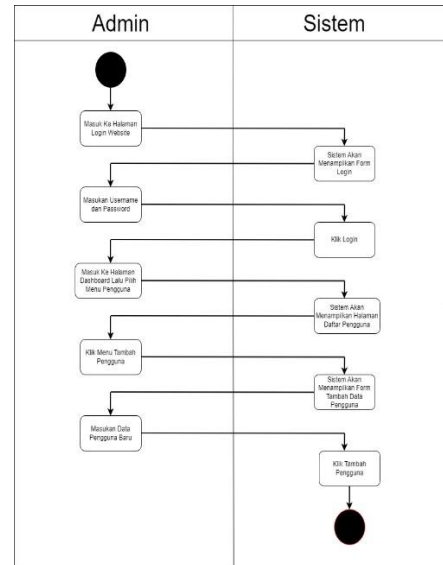 Admin
Sistem
Masuk Ke Halaman
Login Website
Sistem Akan
Menampilkan Form
Login
Masukan Username
dan Password
Klik Login
Masuk Ke Halaman
Dashboard Lalu Pilih
Menu Pengguna
Sistem Akan
Menampilkan Halaman
Daftar Pengguna
Klik Menu Tambah
Pengguna
Sistem Akan
Menampilkan Form
Tambah Data
Pengguna
Masukan Data
Pengguna Baru
Klik Tambah
Pengguna